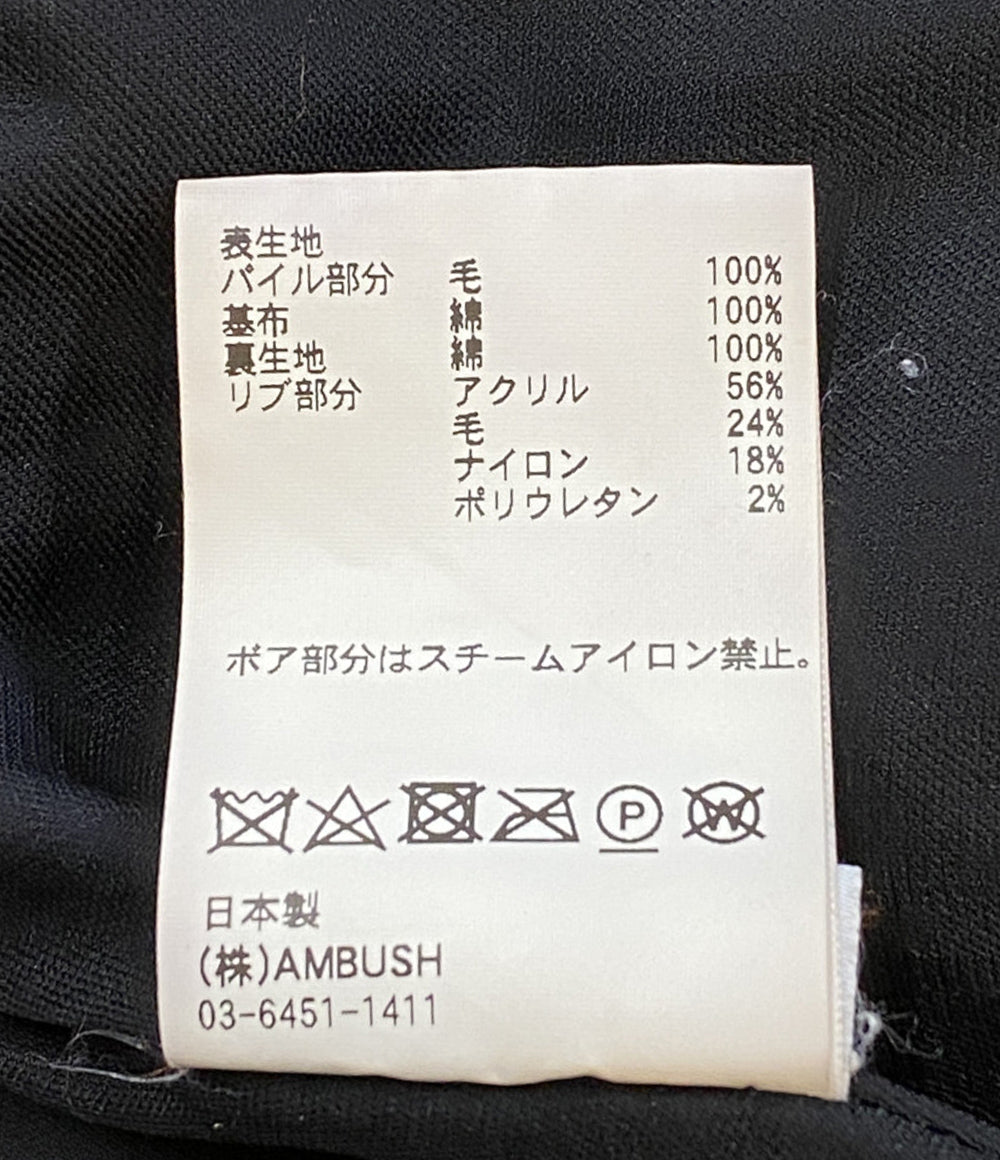 表生地
パイル部分 毛 100%
基布 綿 100%
裏生地 綿 100%
リブ部分 アクリル 56%
毛 24%
ナイロン 18%
ポリウレタン 2%
ボア部分はスチームアイロン禁止。
P W
日本製
(株)AMBUSH
03-6451-1411